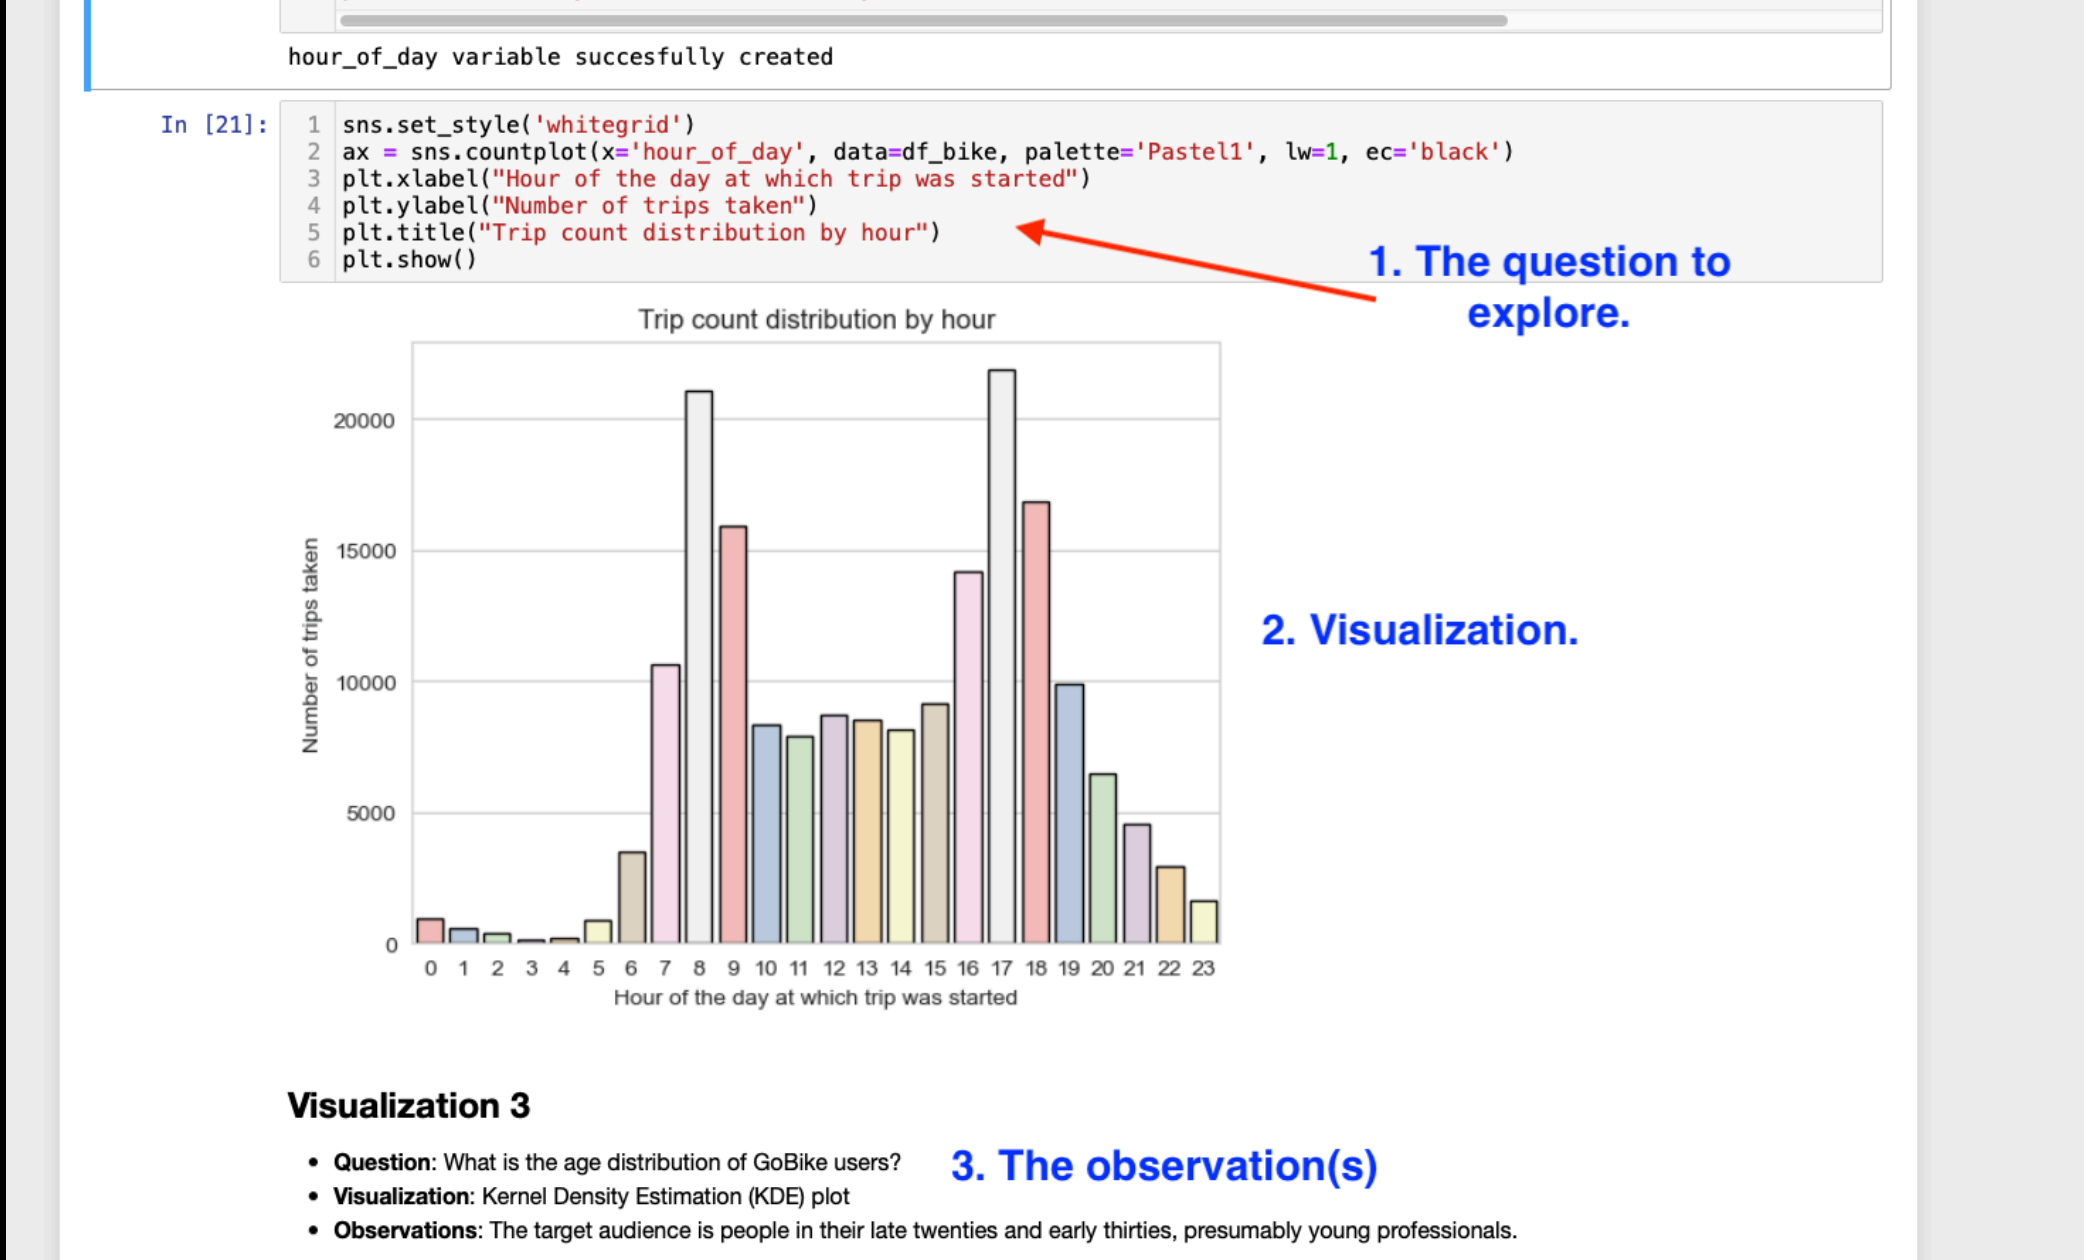 hour_of_day variable succesfully created
In [21]:
1 sns.set_style('whitegrid')
2 ax = sns.countplot(x='hour_of_day', data=df_bike, palette='Pastel1', lw=1, ec='black')
3 plt.xlabel("Hour of the day at which trip was started")
4 plt.ylabel("Number of trips taken")
5 plt.title("Trip count distribution by hour")
6 plt.show()
1. The question to
explore.
Trip count distribution by hour
20000
15000
10000
5000
0
Number of trips taken
0 1 2 3 4 5 6 7 8 9 10 11 12 13 14 15 16 17 18 19 20 21 22 23
Hour of the day at which trip was started
2. Visualization.
Visualization 3
• Question: What is the age distribution of GoBike users?
3. The observation(s)
• Visualization: Kernel Density Estimation (KDE) plot
• Observations: The target audience is people in their late twenties and early thirties, presumably young professionals.